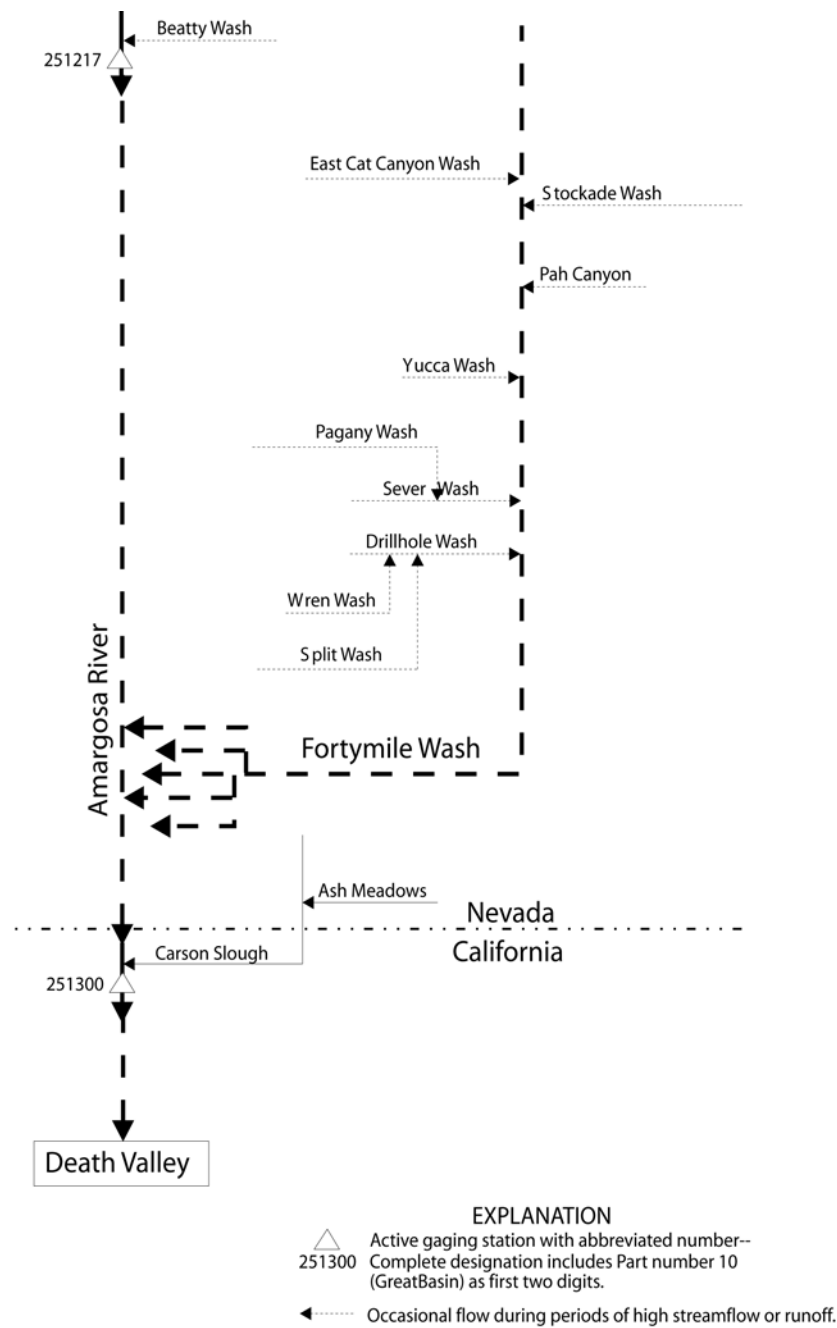 Beatty Wash
251217
East Cat Canyon Wash
Stockade Wash
Pah Canyon
Yucca Wash
Pagany Wash
Sever Wash
Drillhole Wash
Wren Wash
Split Wash
Amargosa River
Fortymile Wash
Ash Meadows
Nevada
California
Carson Slough
251300
Death Valley
EXPLANATION
Active gaging station with abbreviated number--
251300 Complete designation includes Part number 10
(GreatBasin) as first two digits.
Occasional flow during periods of high streamflow or runoff.